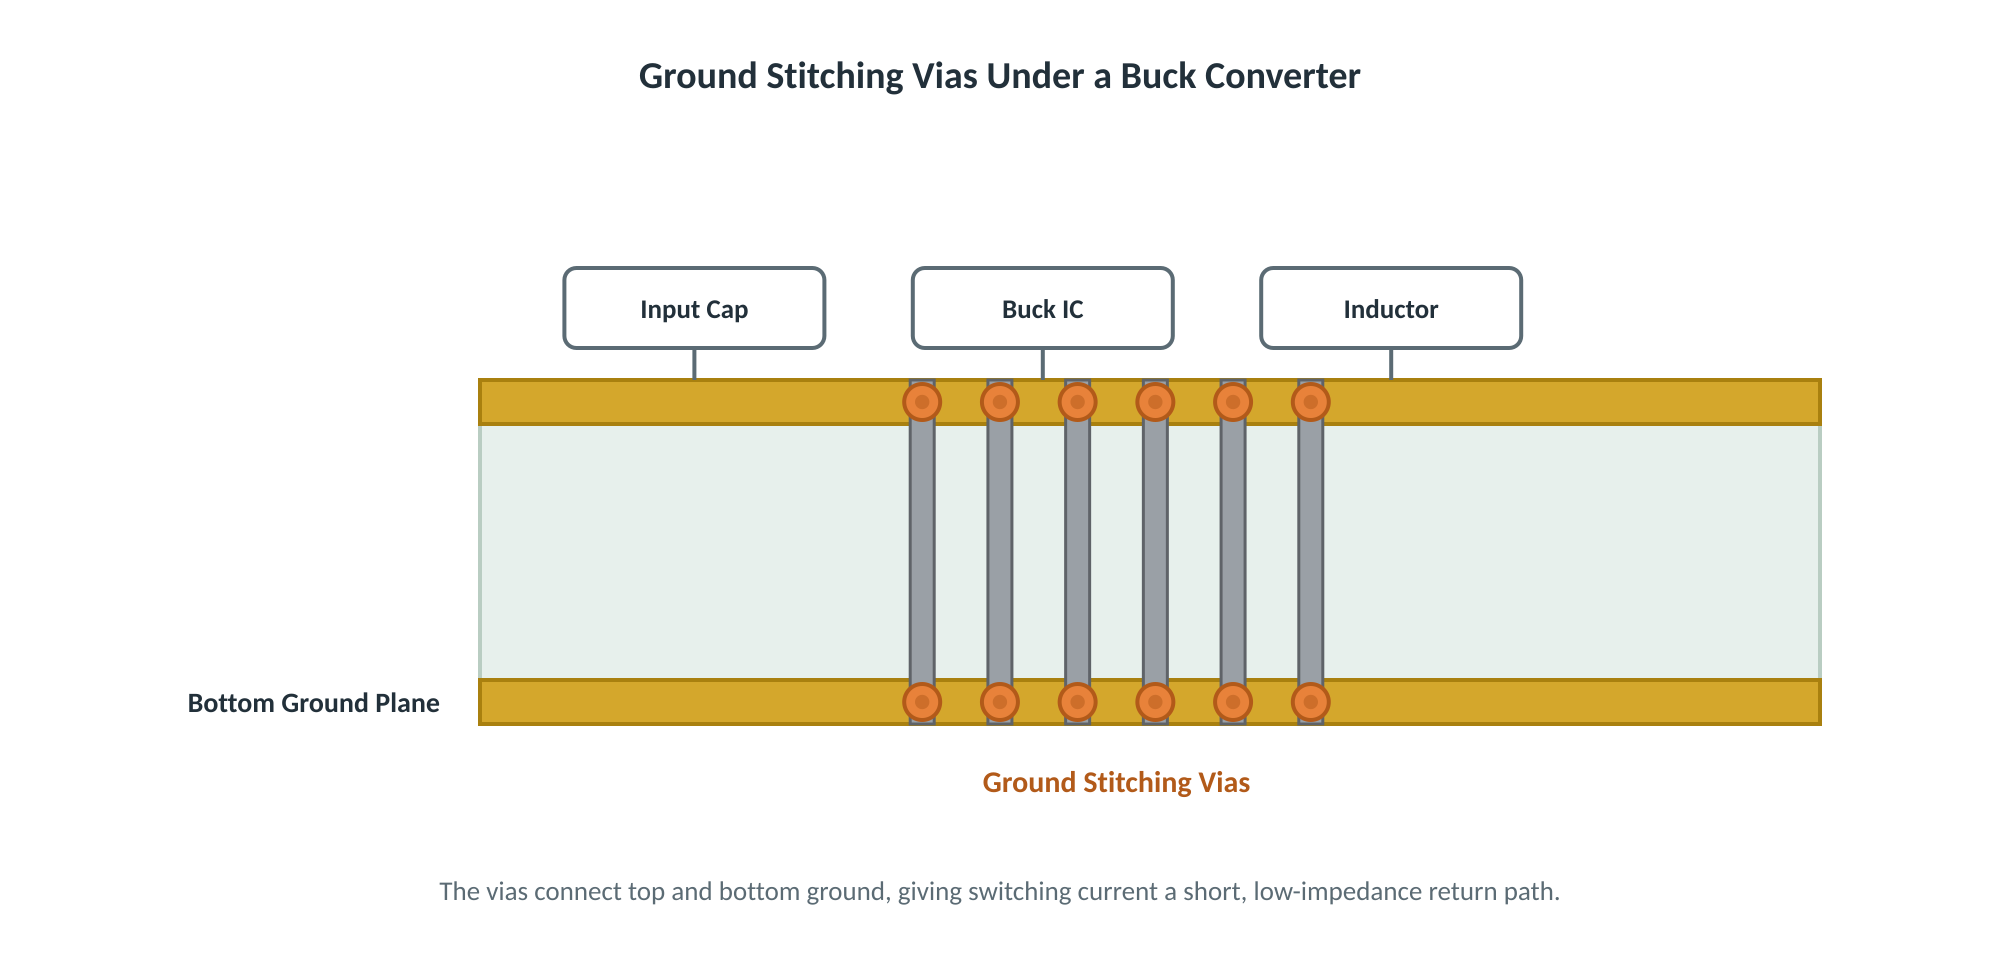 Ground Stitching Vias Under a Buck Converter
Input Cap
Buck IC
Inductor
Bottom Ground Plane
Ground Stitching Vias
The vias connect top and bottom ground, giving switching current a short, low-impedance return path.